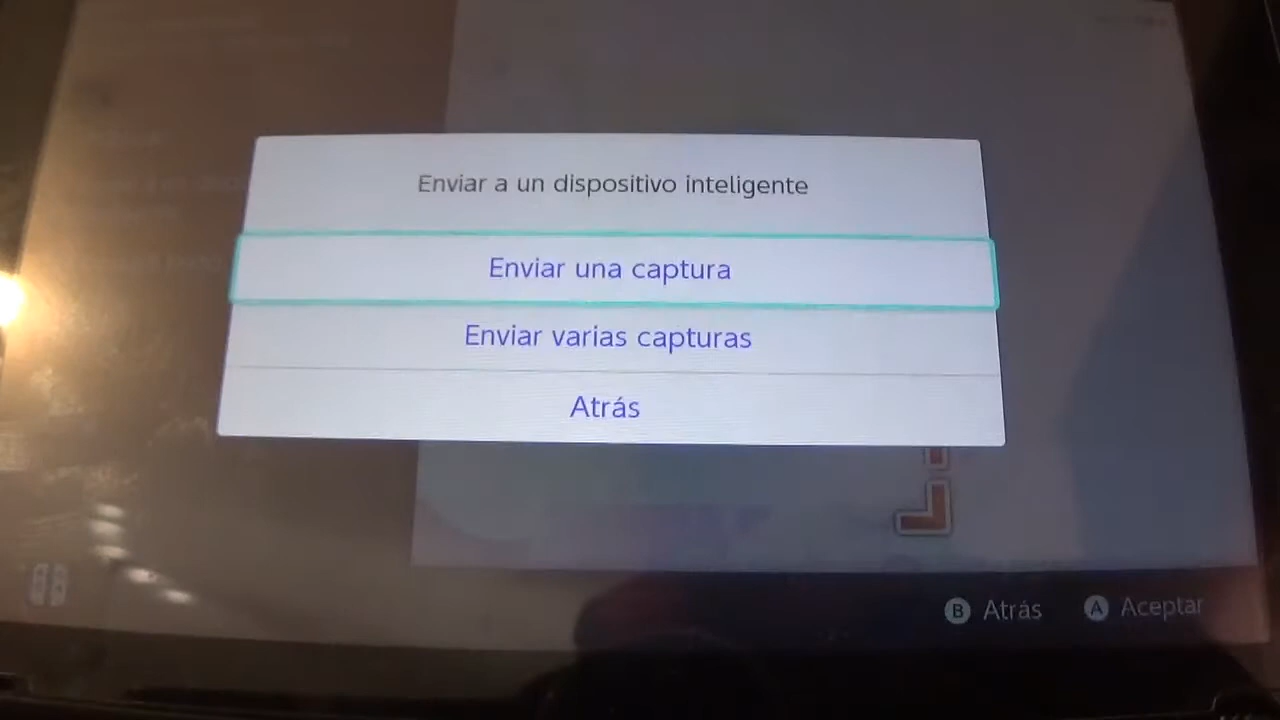 Enviar a un dispositivo inteligente
Enviar una captura
Enviar varias capturas
Atrás
B Atrás A Aceptar